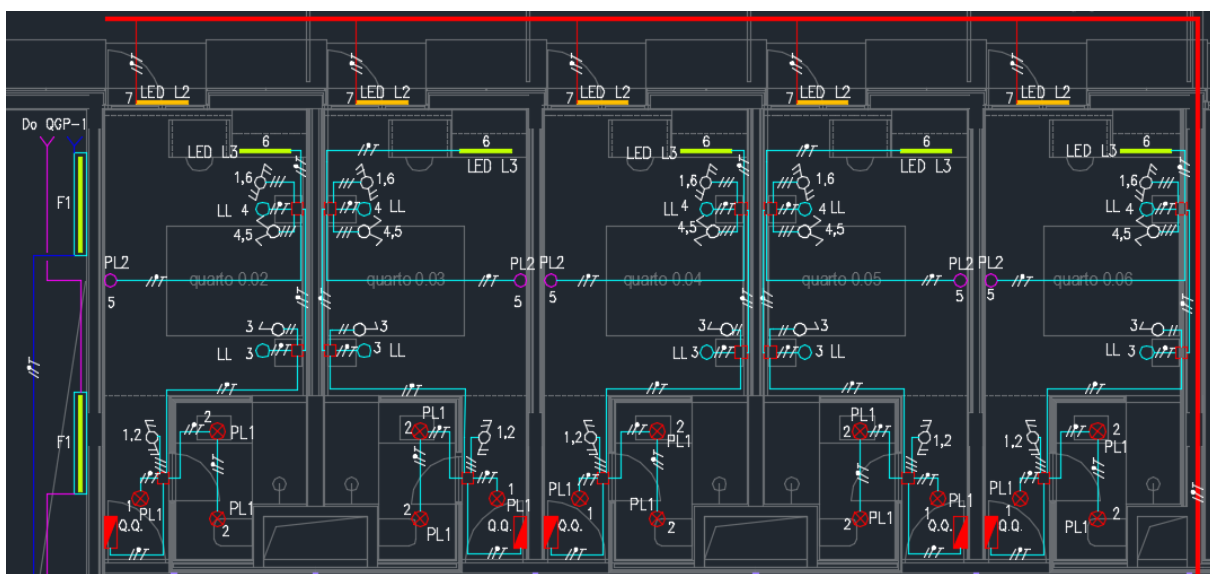 7 LED L2 7 LED L2 7 LED L2 7 LED L2 7 LED L2
Do QGP-1
LED L3 6 6 LED L3 LED L3 6 6 LED L3 LED L3 6
1,6 1,6 1,6 1,6 1,6
F1
LL 4 4 LL LL 4 4 LL LL 4
4,5 4,5 4,5 4,5 4,5
PL2 PL2 PL2 PL2 PL2
quarto 0.02 quarto 0.03 quarto 0.04 quarto 0.05 quarto 0.06
5 5 5 5 5
3 3 3 3 3
LL 3 3 LL LL 3 3 LL LL 3
2 PL1 PL1 2 2 PL1 PL1 2 2 PL1
F1
1,2 1,2 1,2 1,2 1,2
1 PL1 1 PL1 PL1 1 1 PL1 PL1 1
Q.Q. Q.Q. Q.Q. Q.Q. Q.Q.
2 PL1 2 PL1 PL1 2 2 PL1 PL1 2